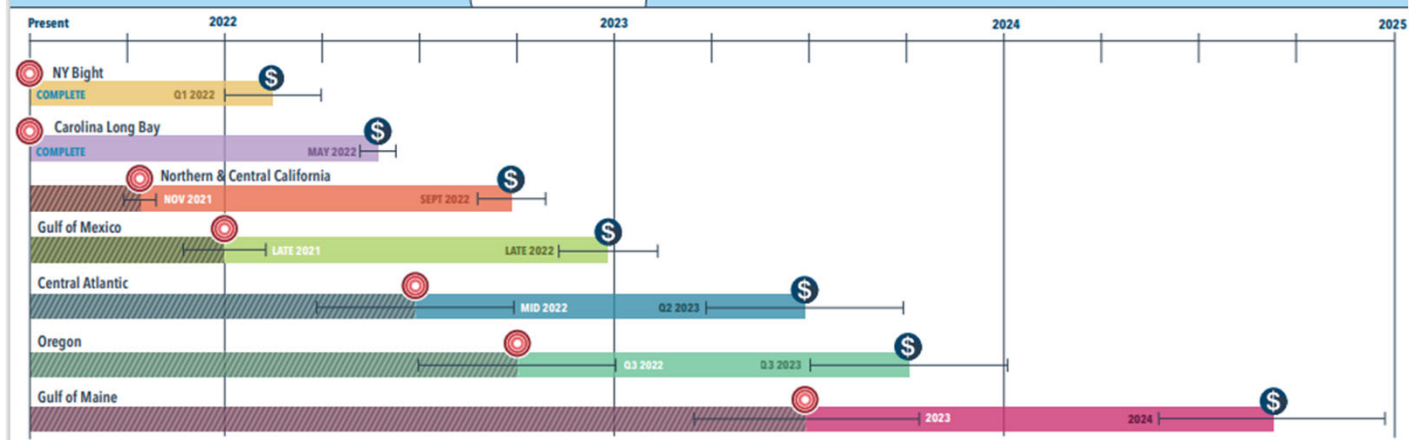 Present 2022 2023 2024 2025
NY Bight
$
COMPLETE Q1 2022
Carolina Long Bay
$
COMPLETE MAY 2022
Northern & Central California
$
NOV 2021 SEPT 2022
Gulf of Mexico
$
LATE 2021 LATE 2022
Central Atlantic
$
MID 2022 Q2 2023
Oregon
$
Q3 2022 Q3 2023
Gulf of Maine
$
2023 2024